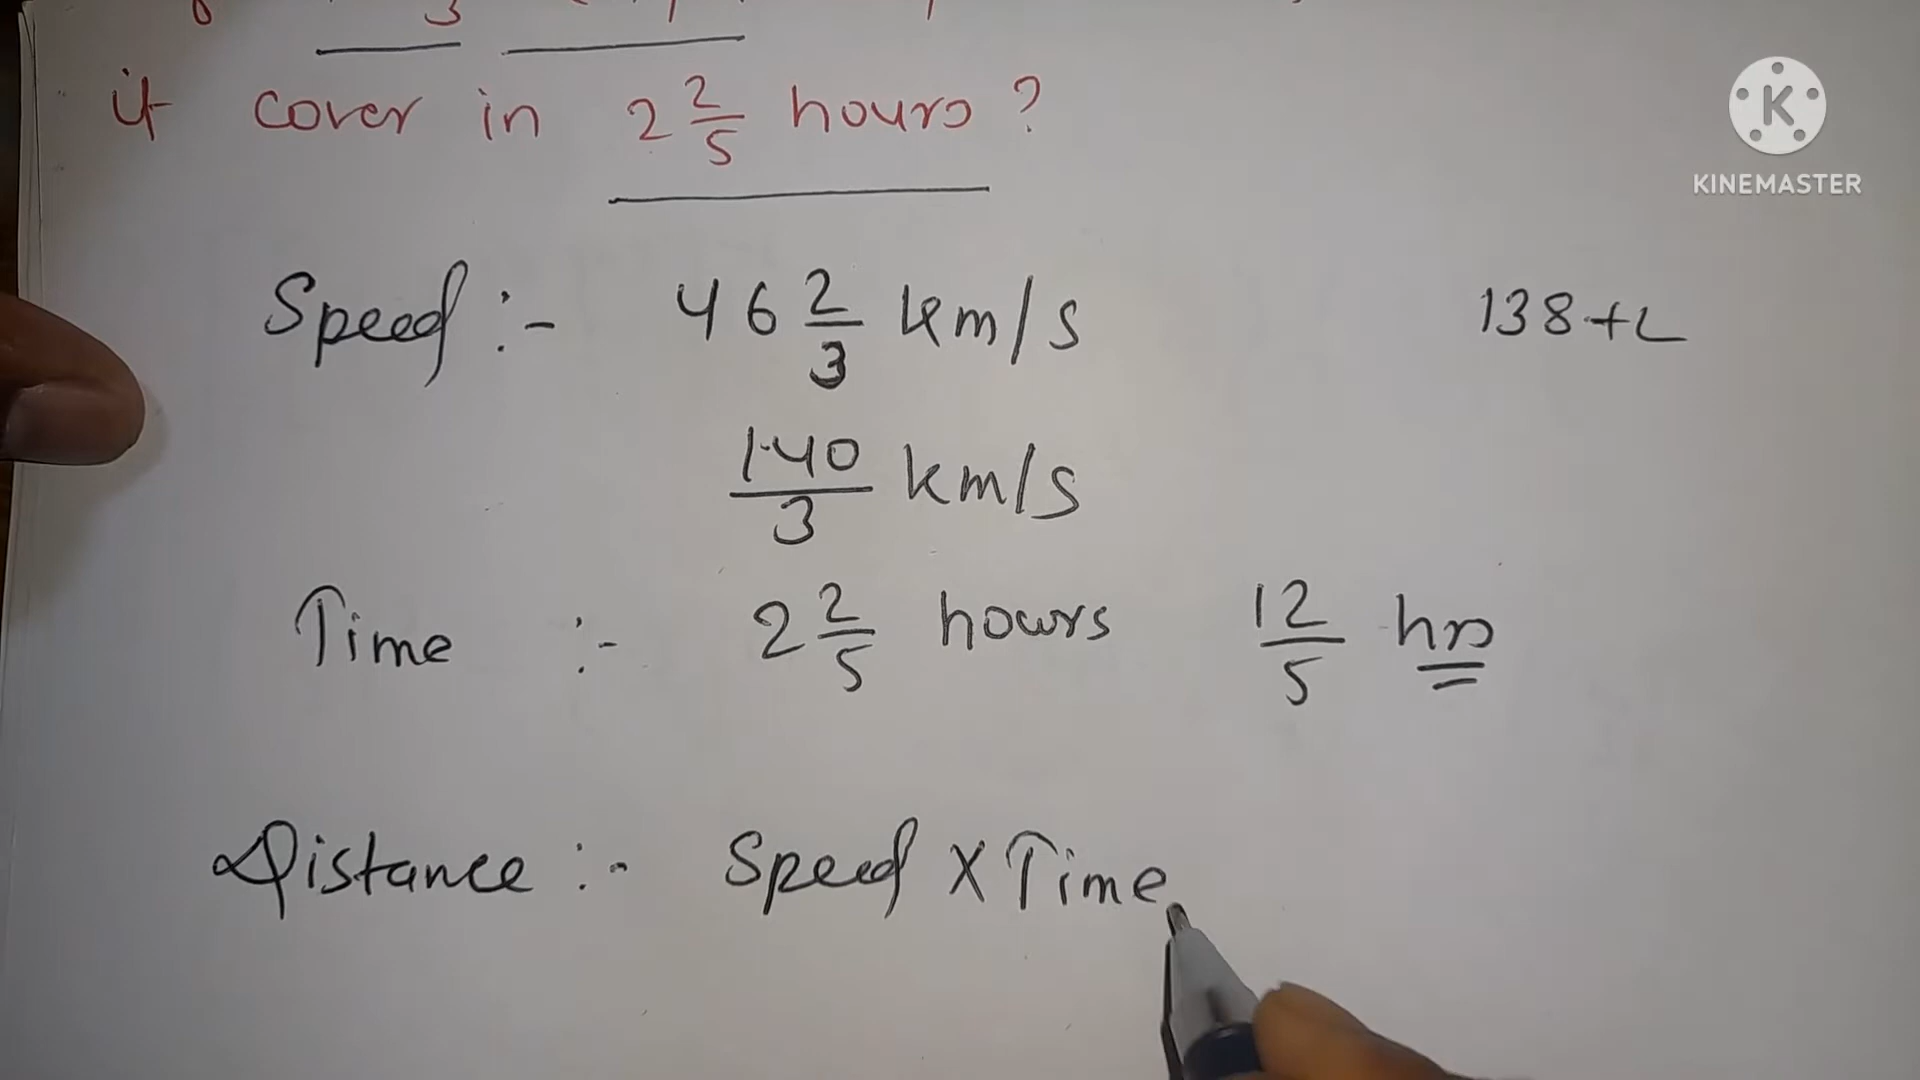 3
it cover in 2 2/5 hours?
K
KINEMASTER
Speed :- 46 2/3 km/s
138+2
140/3 km/s
Time :- 2 2/5 hours 12/5 hrs
Distance :- Speed X Time